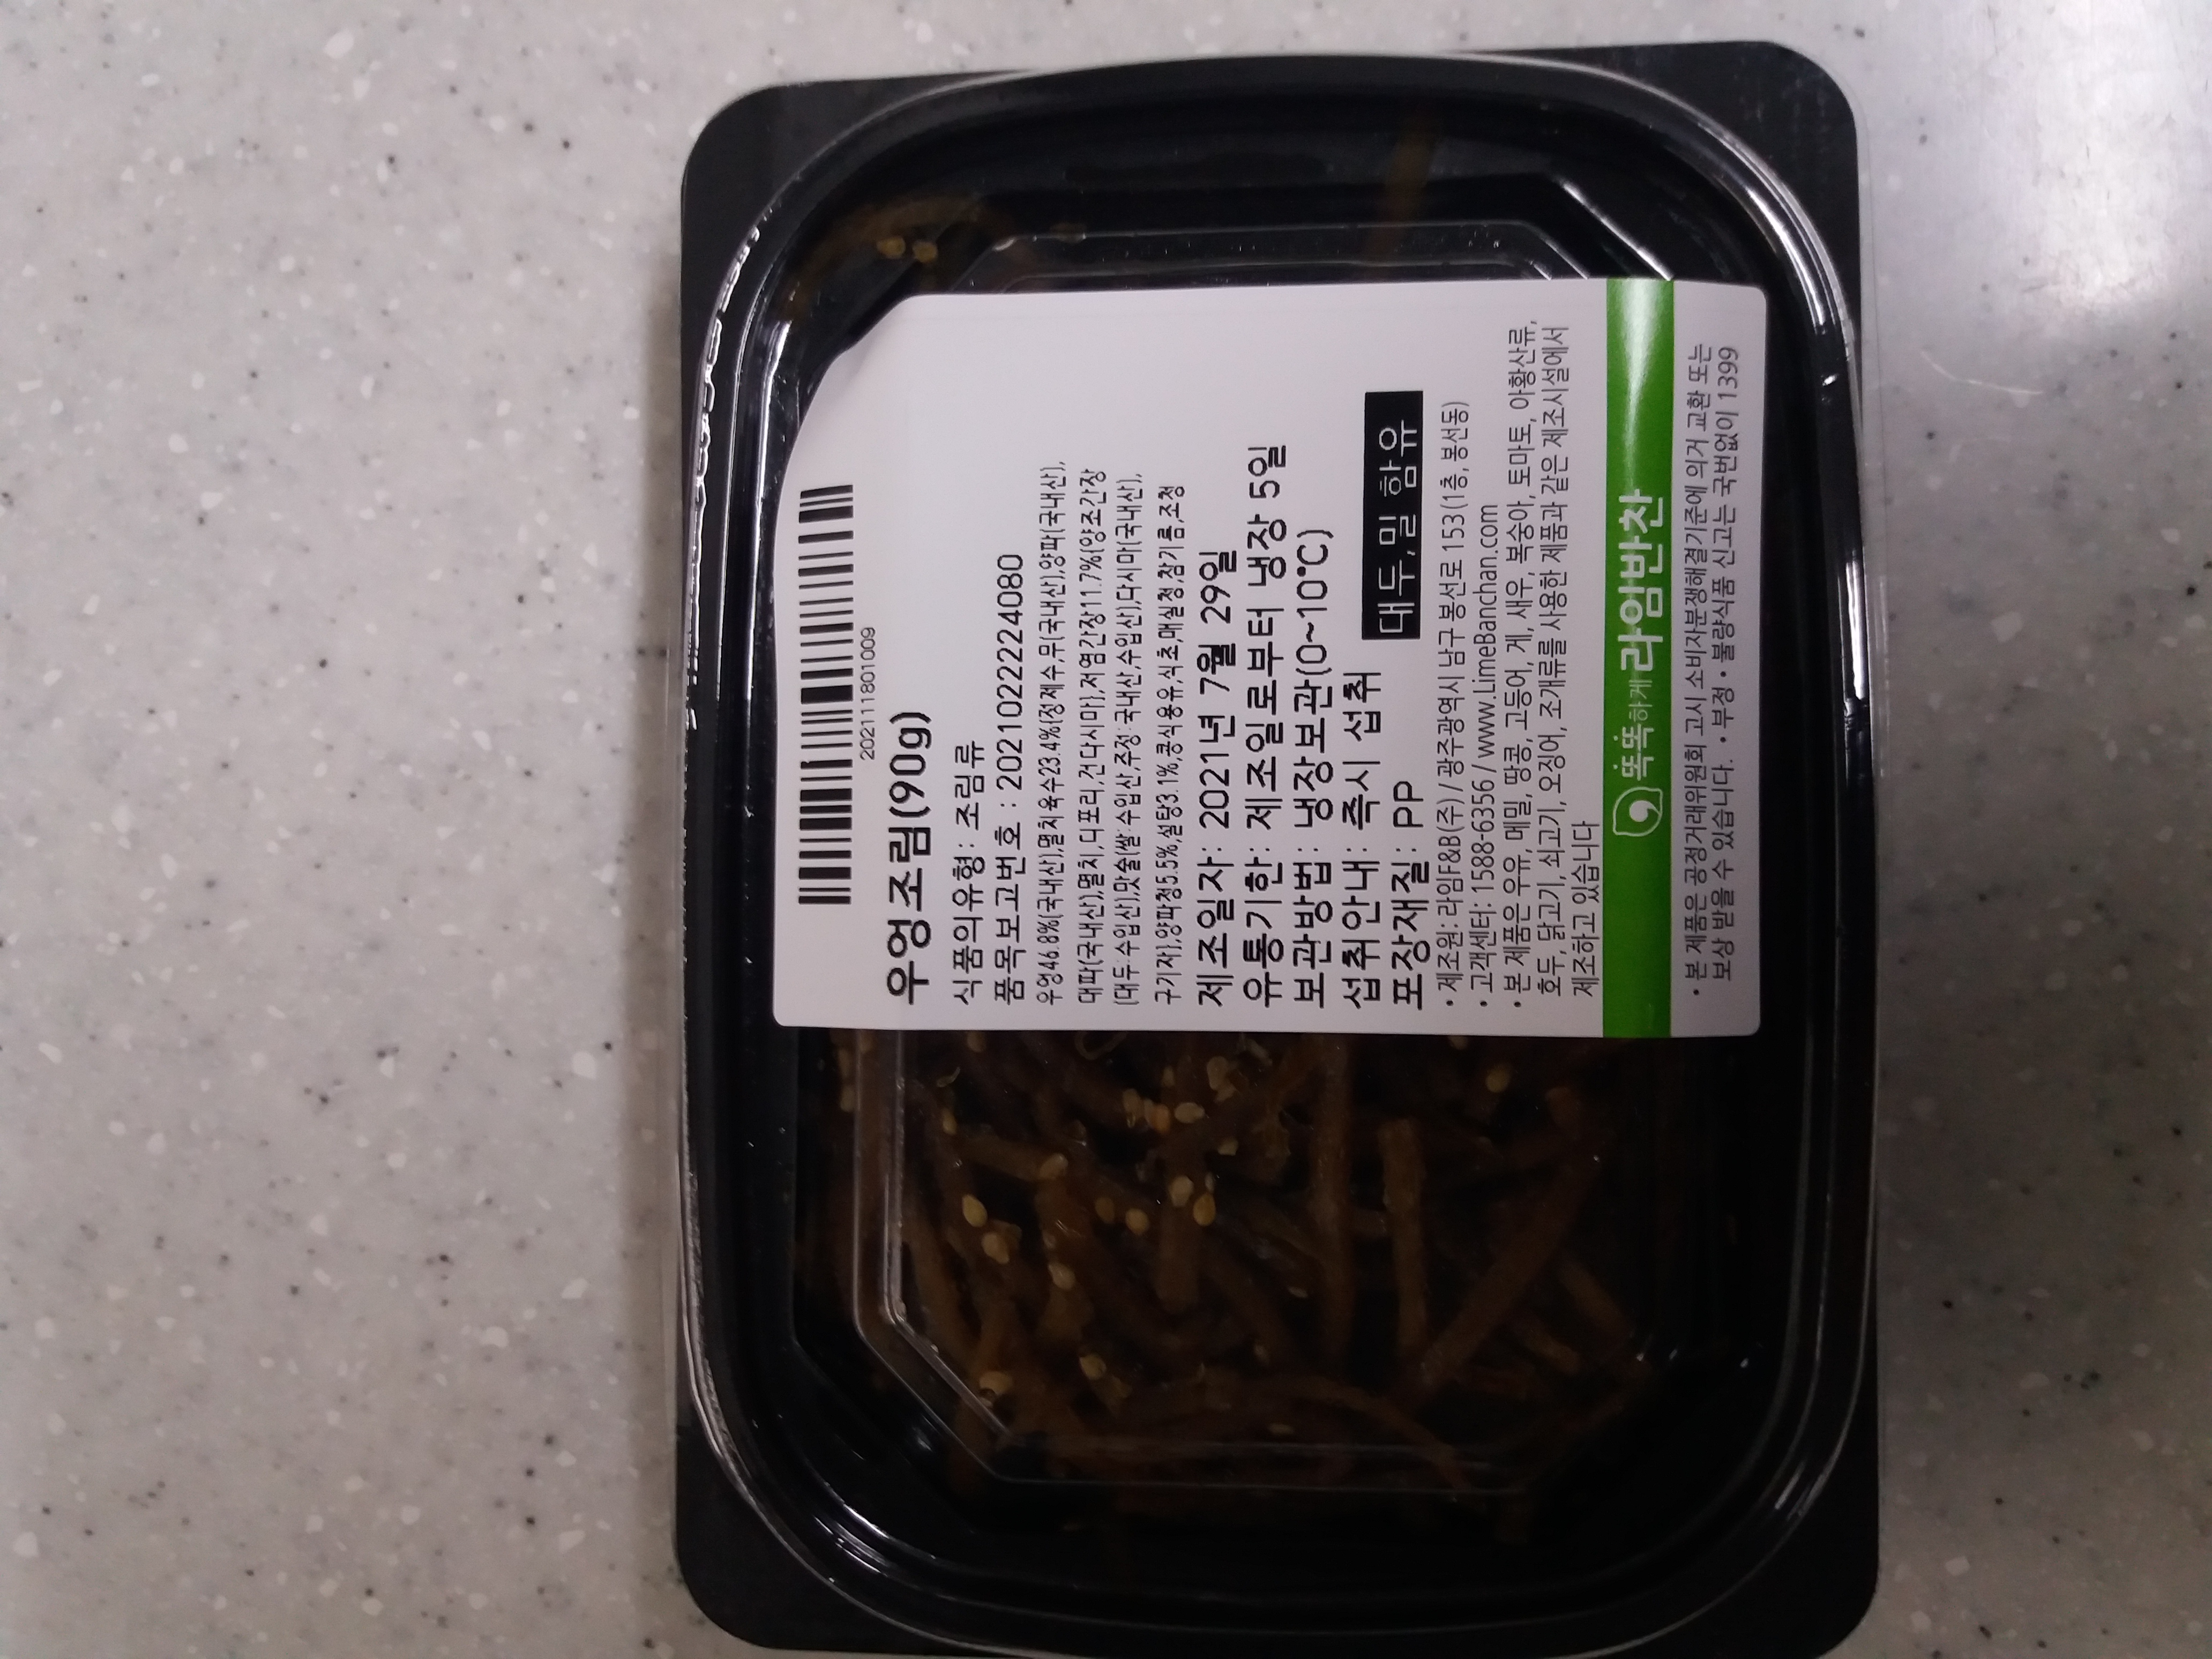 2021111801009
우엉조림(90g)
식품의유형: 조림류
품목보고번호 : 20210222224080
우엉46.8%(국내산),멸치육수23.4%{정제수,무(국내산),양파(국내산),
대파(국내산),멸치,디포리,건다시마},저염간장11.7%{양조간장
(대두:수입산),맛술(쌀:수입산,주정:국내산,수입산),다시마(국내산),
구기자},양파청5.5%,설탕3.1%,콩식용유,식초,매실청,참기름,조청
제조일자: 2021년 7월 29일
유통기한: 제조일로부터 냉장 5일
보관방법: 냉장보관(0~10°C)
섭취안내: 즉시 섭취
포장재질: PP
대두,밀 함유
• 제조원: 라임F&B(주) / 광주광역시 남구 봉선로 153(1층, 봉선동)
• 고객센터: 1588-6356 / www.LimeBanchan.com
• 본 제품은 우유, 메밀, 땅콩, 고등어, 게, 새우, 복숭아, 토마토, 아황산류,
호두, 닭고기, 쇠고기, 오징어, 조개류를 사용한 제품과 같은 제조시설에서
제조하고 있습니다
똑똑하게 라임반찬
• 본 제품은 공정거래위원회 고시 소비자분쟁해결기준에 의거 교환 또는
보상 받을 수 있습니다. • 부정 • 불량식품 신고는 국번없이 1399